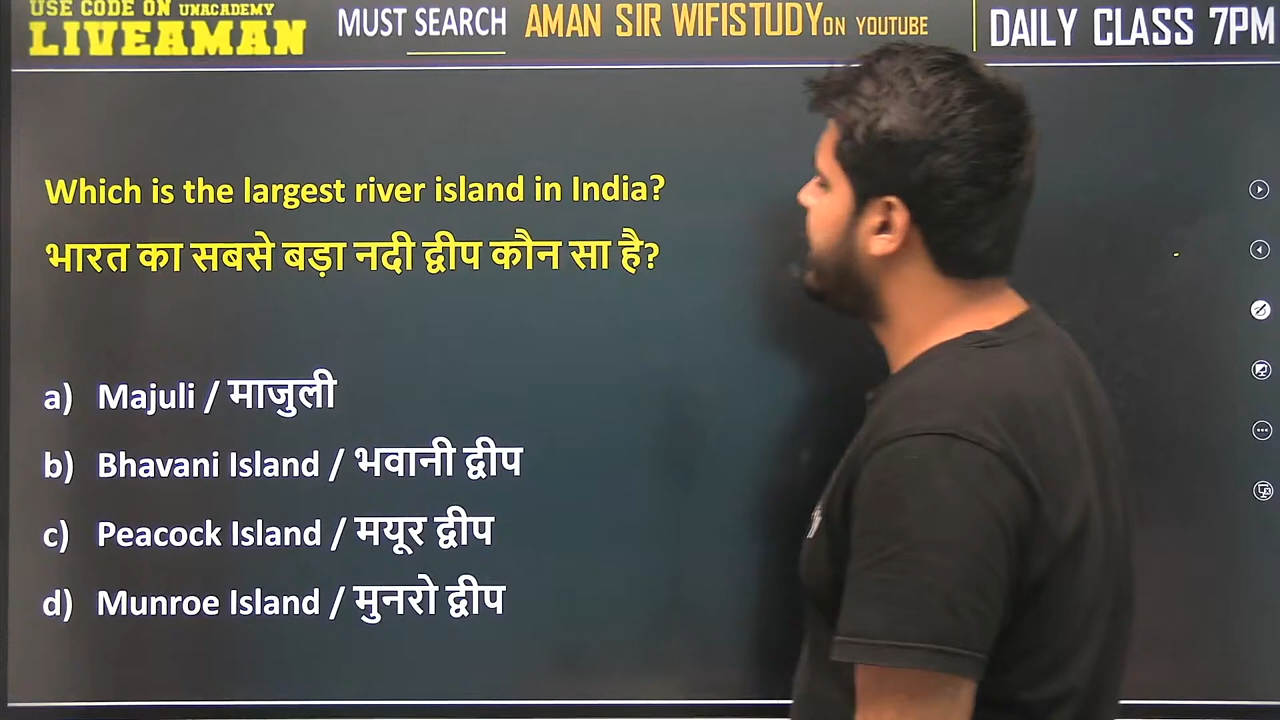 USE CODE ON UNACADEMY
LIVEAMAN
MUST SEARCH AMAN SIR WIFISTUDY ON YOUTUBE
DAILY CLASS 7PM
Which is the largest river island in India?
भारत का सबसे बड़ा नदी द्वीप कौन सा है?
a) Majuli / माजुली
b) Bhavani Island / भवानी द्वीप
c) Peacock Island / मयूर द्वीप
d) Munroe Island / मुनरो द्वीप